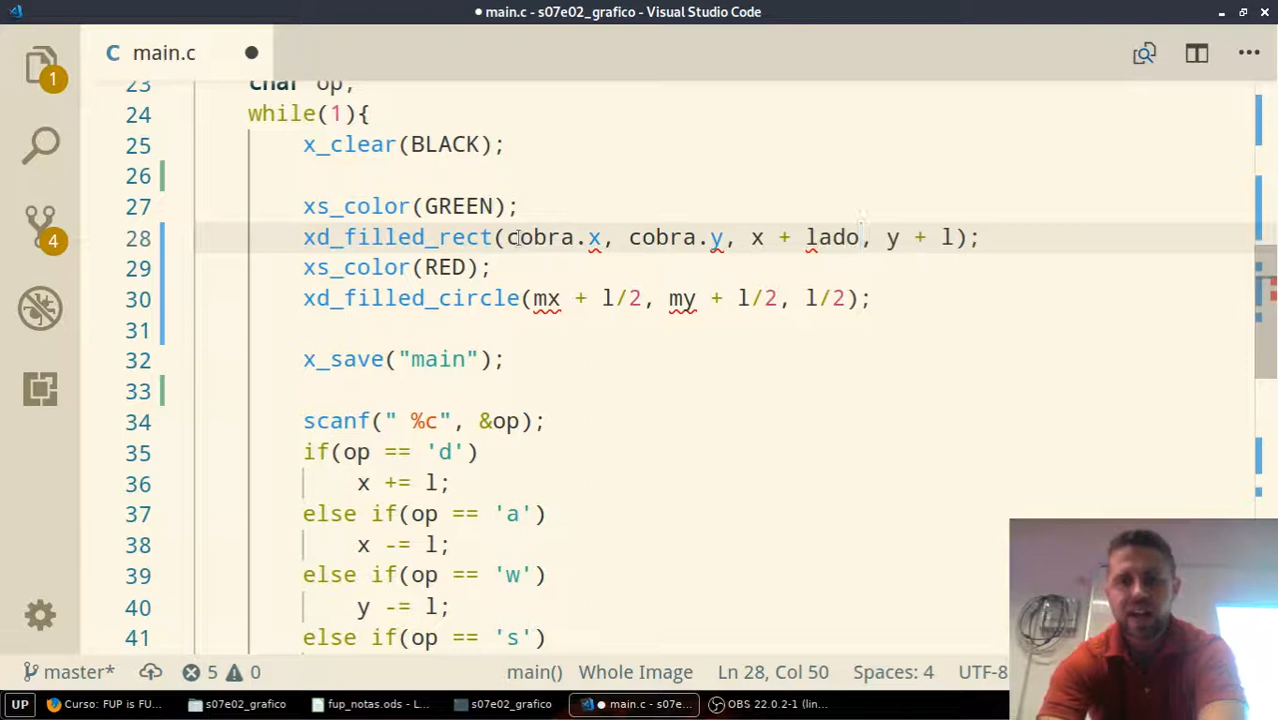 ● main.c - s07e02_grafico - Visual Studio Code
C main.c ●
23 char op;
24 while(1){
25 x_clear(BLACK);
26
27 xs_color(GREEN);
28 xd_filled_rect(cobra.x, cobra.y, x + lado, y + l);
29 xs_color(RED);
30 xd_filled_circle(mx + l/2, my + l/2, l/2);
31
32 x_save("main");
33
34 scanf(" %c", &op);
35 if(op == 'd')
36 x += l;
37 else if(op == 'a')
38 x -= l;
39 else if(op == 'w')
40 y -= l;
41 else if(op == 's')
1
4
master* 5 0 main() Whole Image Ln 28, Col 50 Spaces: 4 UTF-8
UP Curso: FUP is FU... s07e02_grafico fup_notas.ods - L... s07e02_grafico ● main.c - s07e... OBS 22.0.2-1 (lin...